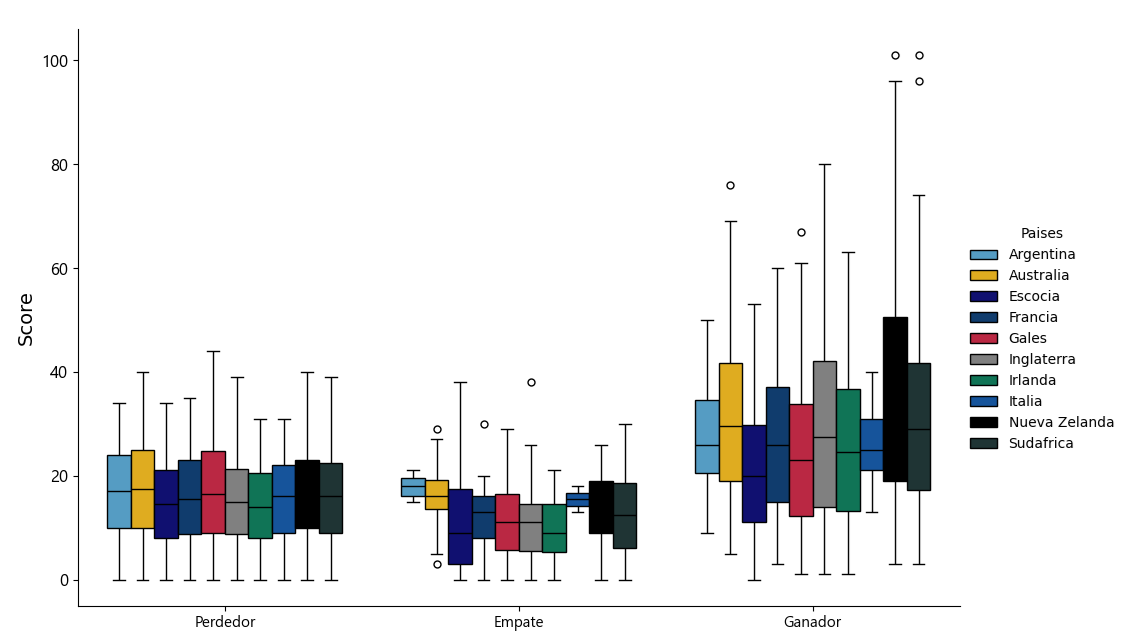 100
80
60
40
20
0
Score
Perdedor
Empate
Ganador
Paises
Argentina
Australia
Escocia
Francia
Gales
Inglaterra
Irlanda
Italia
Nueva Zelanda
Sudafrica